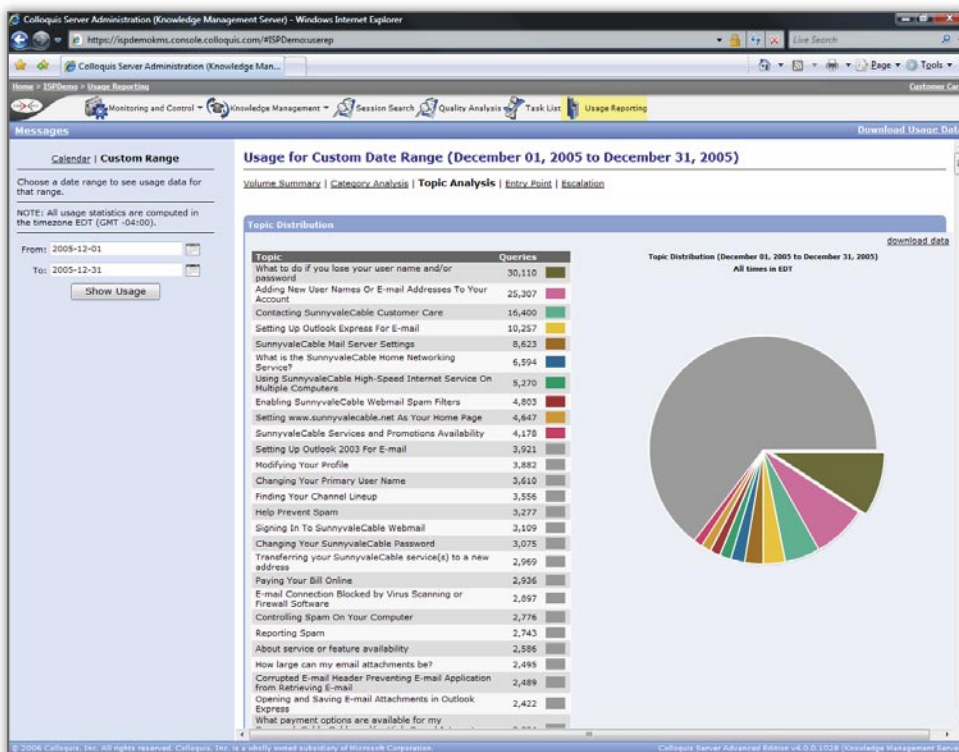 Colloquis Server Administration (Knowledge Management Server) - Windows Internet Explorer
https://ispdemokms.console.colloquis.com/#ISPDemo:userep
Live Search
Colloquis Server Administration (Knowledge Man...
Page
Tools
Home > ISPDemo > Usage Reporting
Customer Car
Monitoring and Control
Knowledge Management
Session Search
Quality Analysis
Task List
Usage Reporting
Messages
Download Usage Dat
Calendar | Custom Range
Choose a date range to see usage data for
that range.
NOTE: All usage statistics are computed in
the timezone EDT (GMT -04:00).
From: 2005-12-01
To: 2005-12-31
Show Usage
Usage for Custom Date Range (December 01, 2005 to December 31, 2005)
Volume Summary | Category Analysis | Topic Analysis | Entry Point | Escalation
Topic Distribution
download data
Topic Queries
What to do if you lose your user name and/or
password 30,110
Adding New User Names Or E-mail Addresses To Your
Account 25,307
Contacting SunnyvaleCable Customer Care 16,400
Setting Up Outlook Express For E-mail 10,257
SunnyvaleCable Mail Server Settings 8,623
What is the SunnyvaleCable Home Networking
Service? 6,594
Using SunnyvaleCable High-Speed Internet Service On
Multiple Computers 5,270
Enabling SunnyvaleCable Webmail Spam Filters 4,803
Setting www.sunnyvalecable.net As Your Home Page 4,647
SunnyvaleCable Services and Promotions Availability 4,178
Setting Up Outlook 2003 For E-mail 3,921
Modifying Your Profile 3,882
Changing Your Primary User Name 3,610
Finding Your Channel Lineup 3,556
Help Prevent Spam 3,277
Signing In To SunnyvaleCable Webmail 3,109
Changing Your SunnyvaleCable Password 3,075
Transferring your SunnyvaleCable service(s) to a new
address 2,969
Paying Your Bill Online 2,936
E-mail Connection Blocked by Virus Scanning or
Firewall Software 2,897
Controlling Spam On Your Computer 2,776
Reporting Spam 2,743
About service or feature availability 2,586
How large can my email attachments be? 2,495
Corrupted E-mail Header Preventing E-mail Application
from Retrieving E-mail 2,489
Opening and Saving E-mail Attachments in Outlook
Express 2,422
What payment options are available for my
Topic Distribution (December 01, 2005 to December 31, 2005)
All times in EDT
© 2006 Colloquis, Inc. All rights reserved. Colloquis, Inc. is a wholly owned subsidiary of Microsoft Corporation.
Colloquis Server Advanced Edition v4.0.0.1028 (Knowledge Management Serve